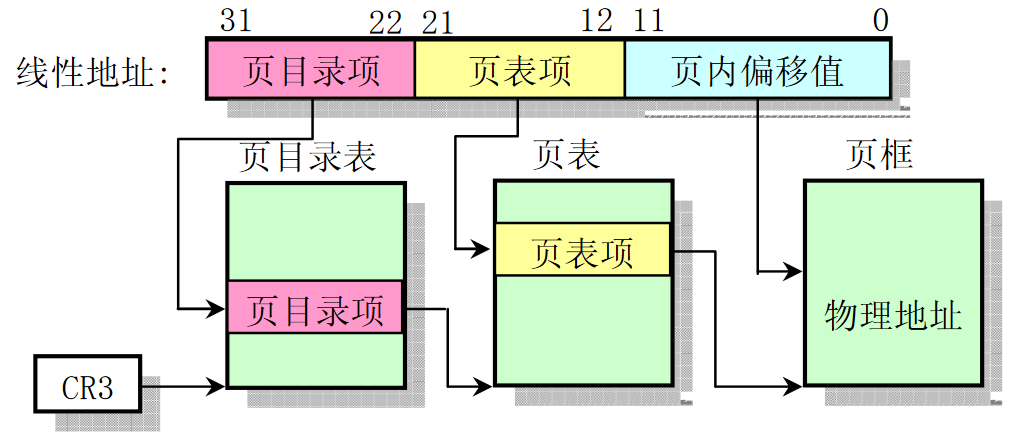 31 22 21 12 11 0
线性地址: 页目录项 页表项 页内偏移值
页目录表 页表 页框
页表项
页目录项 物理地址
CR3